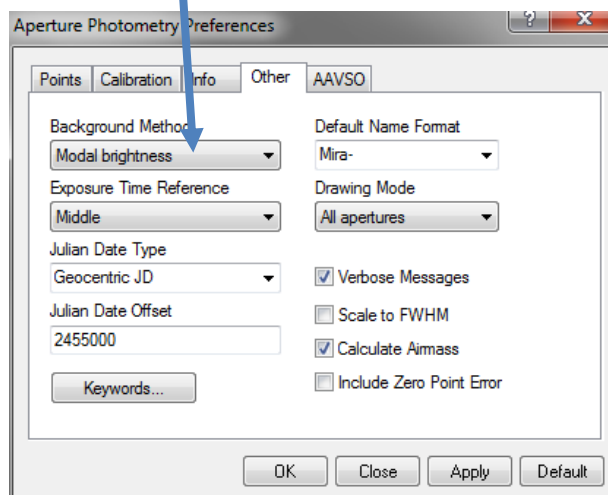 Aperture Photometry Preferences
? X
Points Calibration Info Other AAVSO
Background Method
Modal brightness
Exposure Time Reference
Middle
Julian Date Type
Geocentric JD
Julian Date Offset
2455000
Keywords...
Default Name Format
Mira-
Drawing Mode
All apertures
Verbose Messages
Scale to FWHM
Calculate Airmass
Include Zero Point Error
OK Close Apply Default